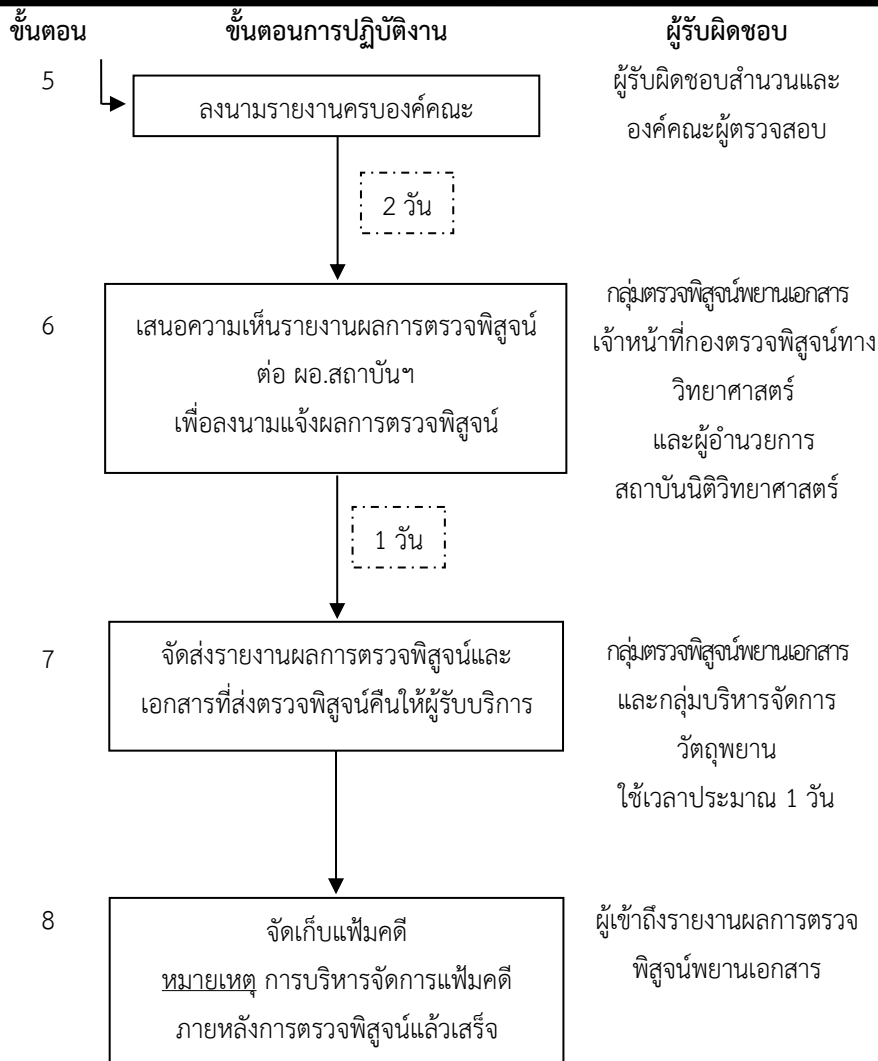 ขั้นตอน ขั้นตอนการปฏิบัติงาน ผู้รับผิดชอบ
5
ลงนามรายงานครบองค์คณะ
ผู้รับผิดชอบสำนวนและ
องค์คณะผู้ตรวจสอบ
2 วัน
6
เสนอความเห็นรายงานผลการตรวจพิสูจน์
ต่อ ผอ.สถาบันฯ
เพื่อลงนามแจ้งผลการตรวจพิสูจน์
กลุ่มตรวจพิสูจน์พยานเอกสาร
เจ้าหน้าที่กองตรวจพิสูจน์ทาง
วิทยาศาสตร์
และผู้อำนวยการ
สถาบันนิติวิทยาศาสตร์
1 วัน
7
จัดส่งรายงานผลการตรวจพิสูจน์และ
เอกสารที่ส่งตรวจพิสูจน์คืนให้ผู้รับบริการ
กลุ่มตรวจพิสูจน์พยานเอกสาร
และกลุ่มบริหารจัดการ
วัตถุพยาน
ใช้เวลาประมาณ 1 วัน
8
จัดเก็บแฟ้มคดี
หมายเหตุ การบริหารจัดการแฟ้มคดี
ภายหลังการตรวจพิสูจน์แล้วเสร็จ
ผู้เข้าถึงรายงานผลการตรวจ
พิสูจน์พยานเอกสาร